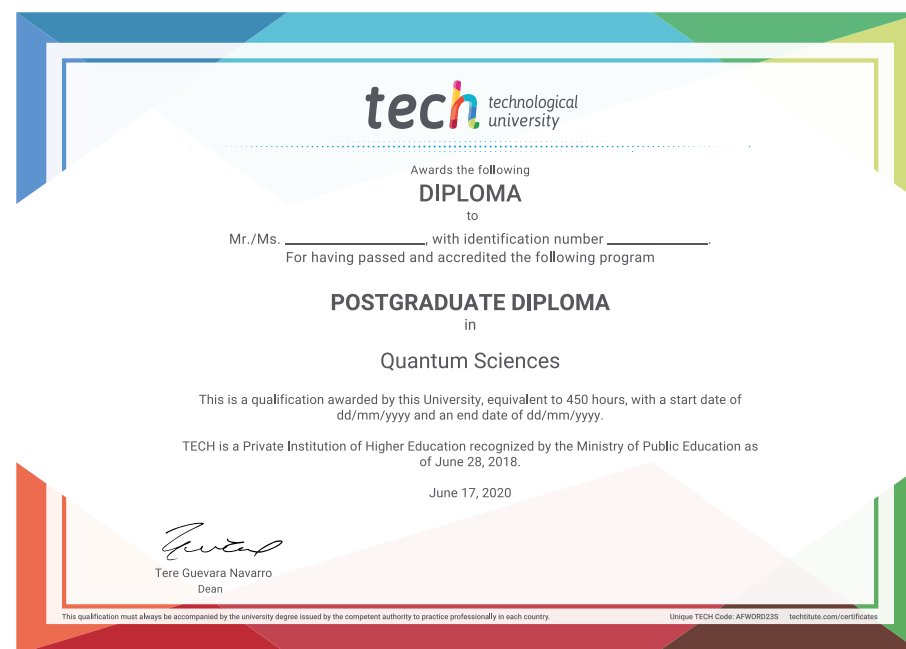 tech technological
university
Awards the following
DIPLOMA
to
Mr./Ms. ____________________, with identification number ______________.
For having passed and accredited the following program
POSTGRADUATE DIPLOMA
in
Quantum Sciences
This is a qualification awarded by this University, equivalent to 450 hours, with a start date of
dd/mm/yyyy and an end date of dd/mm/yyyy.
TECH is a Private Institution of Higher Education recognized by the Ministry of Public Education as
of June 28, 2018.
June 17, 2020
Tere Guevara Navarro
Dean
This qualification must always be accompanied by the university degree issued by the competent authority to practice professionally in each country.
Unique TECH Code: AFWORD23S techtitute.com/certificates